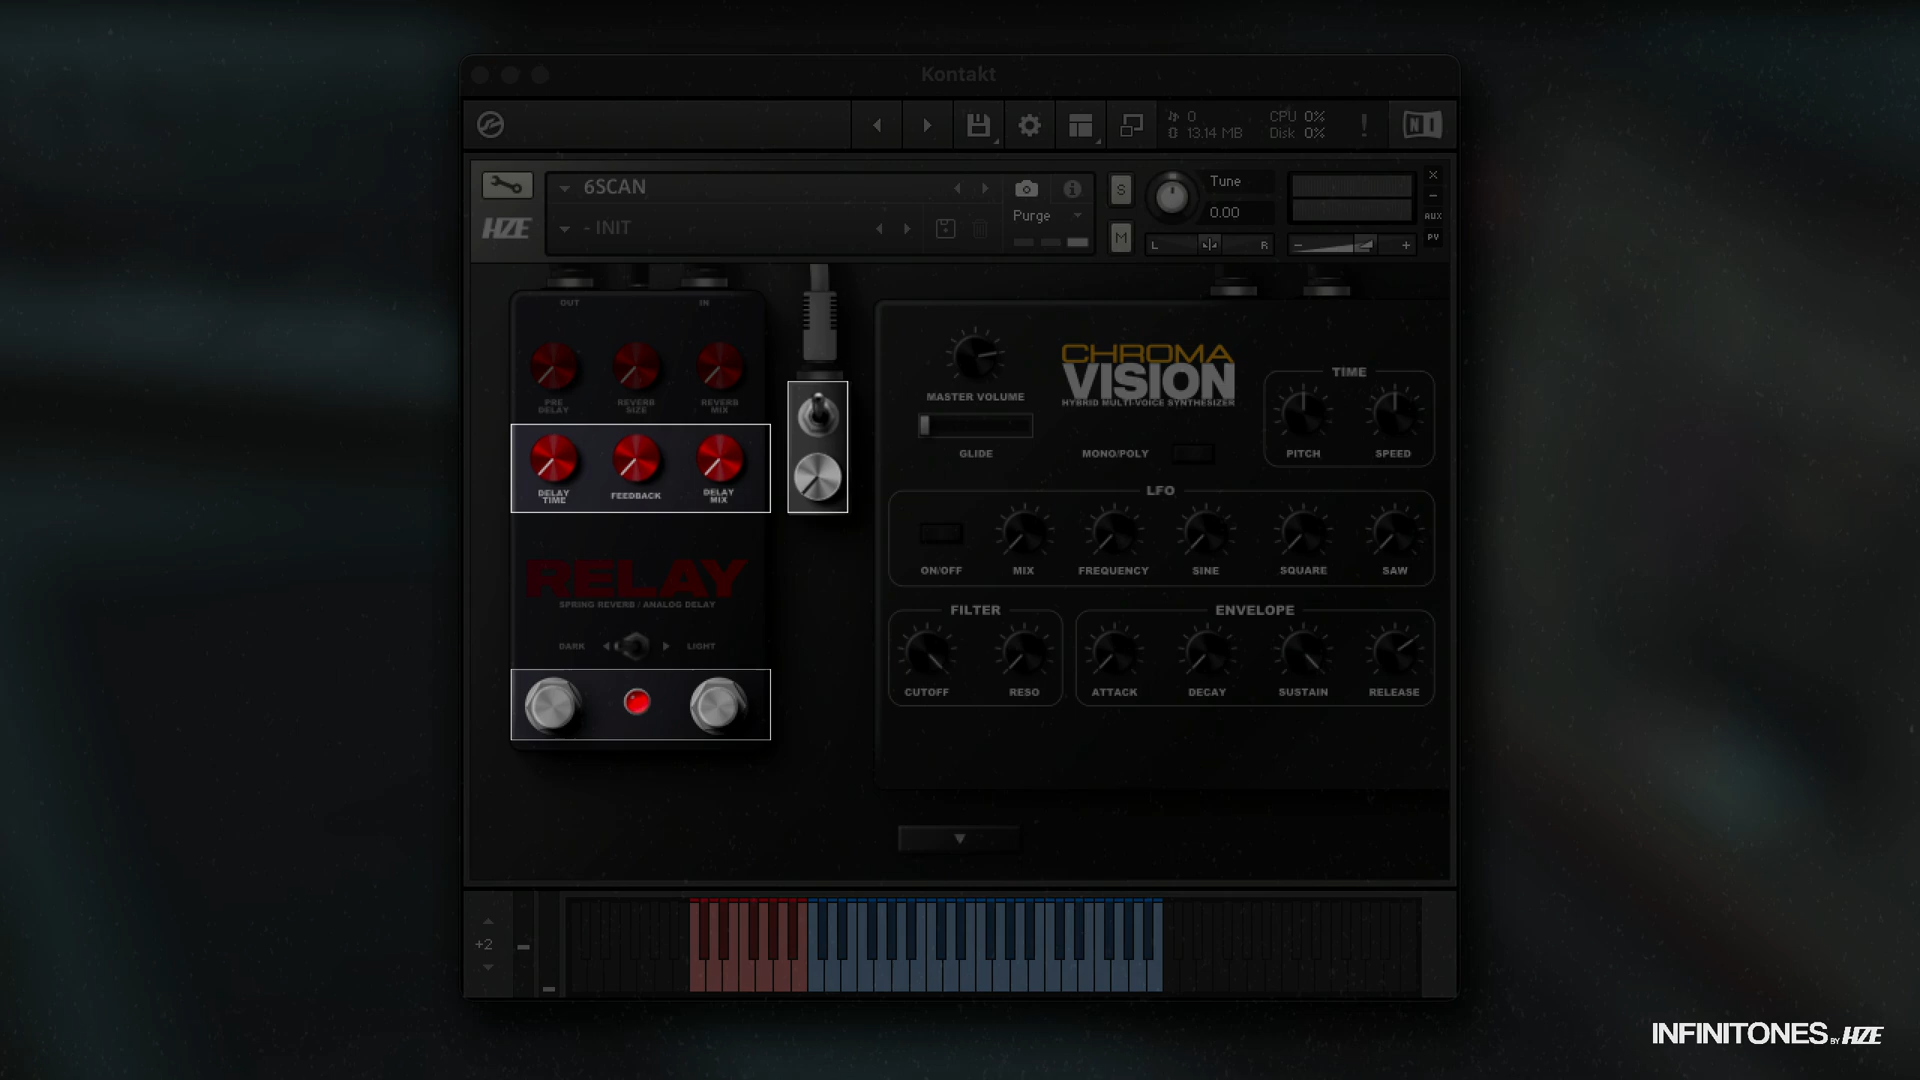 Kontakt
0
13.14 MB
CPU 0%
Disk 0%
!
NI
6SCAN
HZE
- INIT
Purge
S
M
Tune
0.00
L R
- +
×
AUX
PV
OUT IN
PRE DELAY
REVERB SIZE
REVERB MIX
DELAY TIME
FEEDBACK
DELAY MIX
RELAY
SPRING REVERB / ANALOG DELAY
DARK LIGHT
MASTER VOLUME
GLIDE
CHROMA
VISION
HYBRID MULTI-VOICE SYNTHESIZER
MONO/POLY
TIME
PITCH SPEED
LFO
ON/OFF MIX FREQUENCY SINE SQUARE SAW
FILTER
CUTOFF RESO
ENVELOPE
ATTACK DECAY SUSTAIN RELEASE
+2
INFINITONES BY HZE